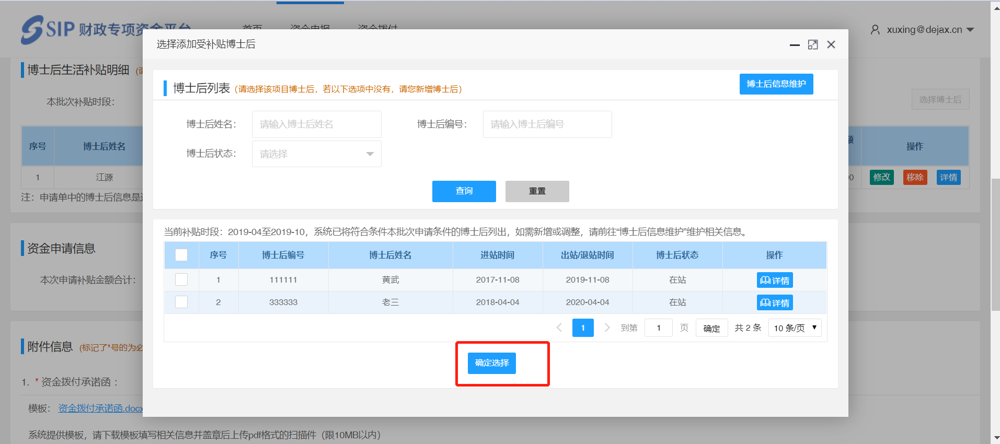 SIP 财政专项资金平台
首页 资金申报 资金拨付
xuxing@dejax.cn
选择添加受补贴博士后
博士后生活补贴明细
本批次补贴时段：
选择博士后
序号 博士后姓名 额 操作
1 江源 修改 移除 详情
注：申请单中的博士后信息是
资金申请信息
本次申请补贴金额合计：
附件信息 (标记了*号的为必
1. * 资金拨付承诺函：
模板： 资金拨付承诺函.docx
系统提供模板，请下载模板填写相关信息并盖章后上传pdf格式的扫描件（限10MB以内）
博士后列表 (请选择该项目博士后，若以下选项中没有，请您新增博士后)
博士后信息维护
博士后姓名： 请输入博士后姓名 博士后编号： 请输入博士后编号
博士后状态： 请选择
查询 重置
当前补贴时段：2019-04至2019-10，系统已将符合条件本批次申请条件的博士后列出，如需新增或调整，请前往“博士后信息维护”维护相关信息。
序号 博士后编号 博士后姓名 进站时间 出站/退站时间 博士后状态 操作
1 111111 黄武 2017-11-08 2019-11-08 在站 详情
2 333333 老三 2018-04-04 2020-04-04 在站 详情
1 到第 1 页 确定 共 2 条 10 条/页
确定选择